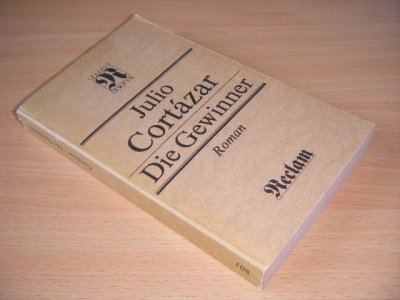 Julio
Cortázar
Die Gewinner
Roman
Reclam